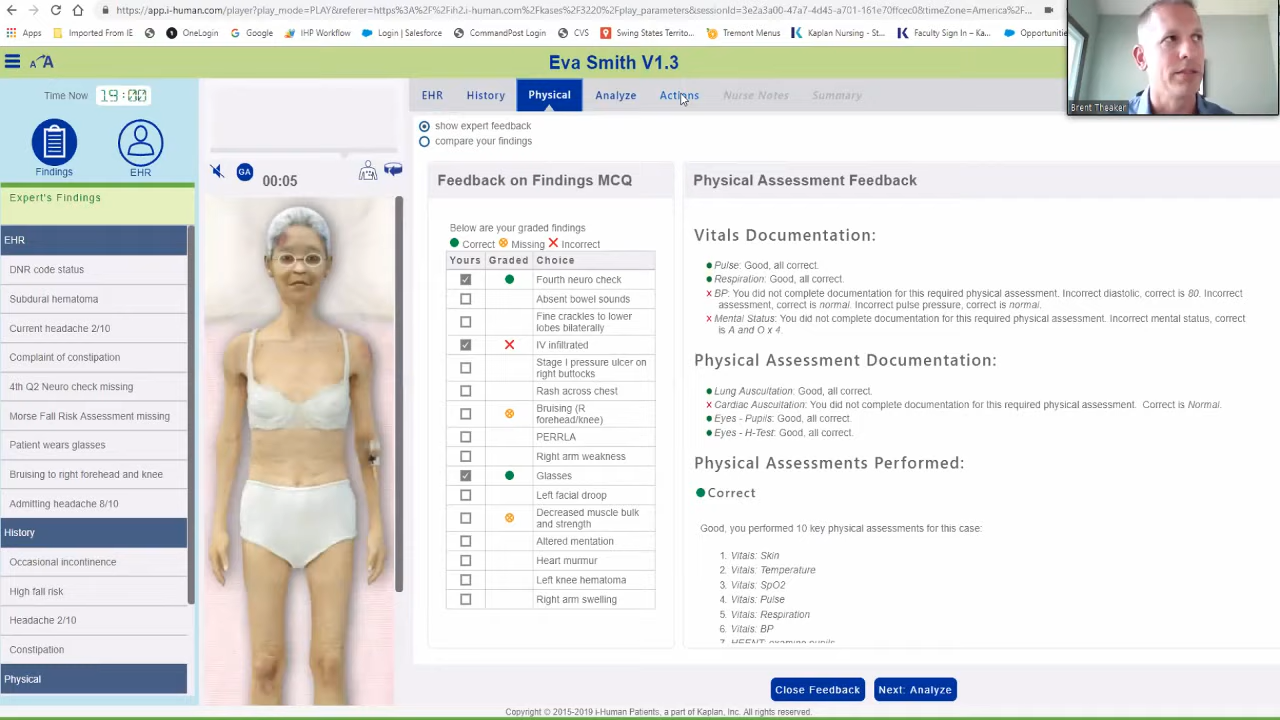 https://app.i-human.com/player?play_mode=PLAY&referer=https%3A%2F%2Fih2.i-human.com%2Fkases%2F3220%2Fplay_parameters&sessionId=3e2a3a00-47a7-4d45-a701-161e70ffcec0&timeZone=America%2F...
Apps Imported From IE OneLogin Google IHP Workflow Login | Salesforce CommandPost Login CVS Swing States Territo... Tremont Menus Kaplan Nursing - St... Faculty Sign In – Ka... Opportunities
Eva Smith V1.3
AA
Time Now 19:00
EHR History Physical Analyze Actions Nurse Notes Summary
Brent Theaker
show expert feedback
compare your findings
Findings
EHR
GA 00:05
Expert's Findings
EHR
DNR code status
Subdural hematoma
Current headache 2/10
Complaint of constipation
4th Q2 Neuro check missing
Morse Fall Risk Assessment missing
Patient wears glasses
Bruising to right forehead and knee
Admitting headache 8/10
History
Occasional incontinence
High fall risk
Headache 2/10
Constipation
Physical
Feedback on Findings MCQ
Below are your graded findings
Correct Missing Incorrect
Yours Graded Choice
Fourth neuro check
Absent bowel sounds
Fine crackles to lower
lobes bilaterally
IV infiltrated
Stage I pressure ulcer on
right buttocks
Rash across chest
Bruising (R
forehead/knee)
PERRLA
Right arm weakness
Glasses
Left facial droop
Decreased muscle bulk
and strength
Altered mentation
Heart murmur
Left knee hematoma
Right arm swelling
Physical Assessment Feedback
Vitals Documentation:
Pulse: Good, all correct.
Respiration: Good, all correct.
x BP: You did not complete documentation for this required physical assessment. Incorrect diastolic, correct is 80. Incorrect
assessment, correct is normal. Incorrect pulse pressure, correct is normal.
x Mental Status: You did not complete documentation for this required physical assessment. Incorrect mental status, correct
is A and O x 4.
Physical Assessment Documentation:
Lung Auscultation: Good, all correct.
x Cardiac Auscultation: You did not complete documentation for this required physical assessment. Correct is Normal.
Eyes - Pupils: Good, all correct.
Eyes - H-Test: Good, all correct.
Physical Assessments Performed:
Correct
Good, you performed 10 key physical assessments for this case:
1. Vitals: Skin
2. Vitals: Temperature
3. Vitals: SpO2
4. Vitals: Pulse
5. Vitals: Respiration
6. Vitals: BP
7. HEENT: examine pupils
Close Feedback Next: Analyze
Copyright © 2015-2019 i-Human Patients, a part of Kaplan, Inc. All rights reserved.